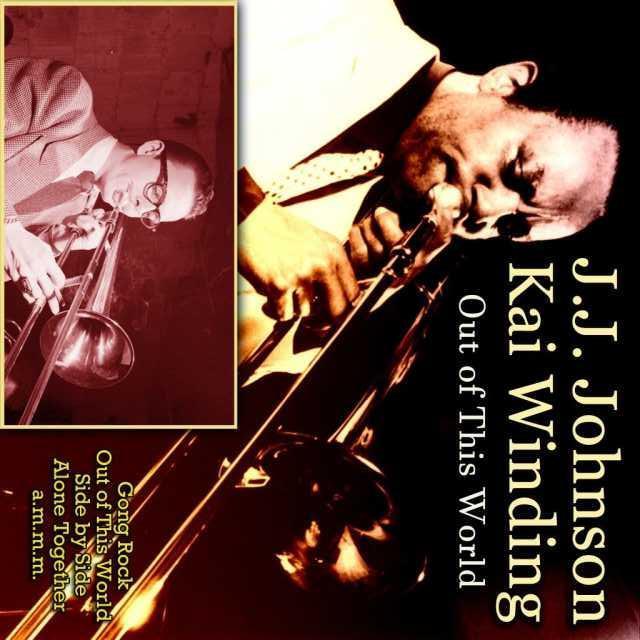 J.J. Johnson
Kai Winding
Out of This World
Gong Rock
Out of This World
Side by Side
Alone Together
a.m.m.m.